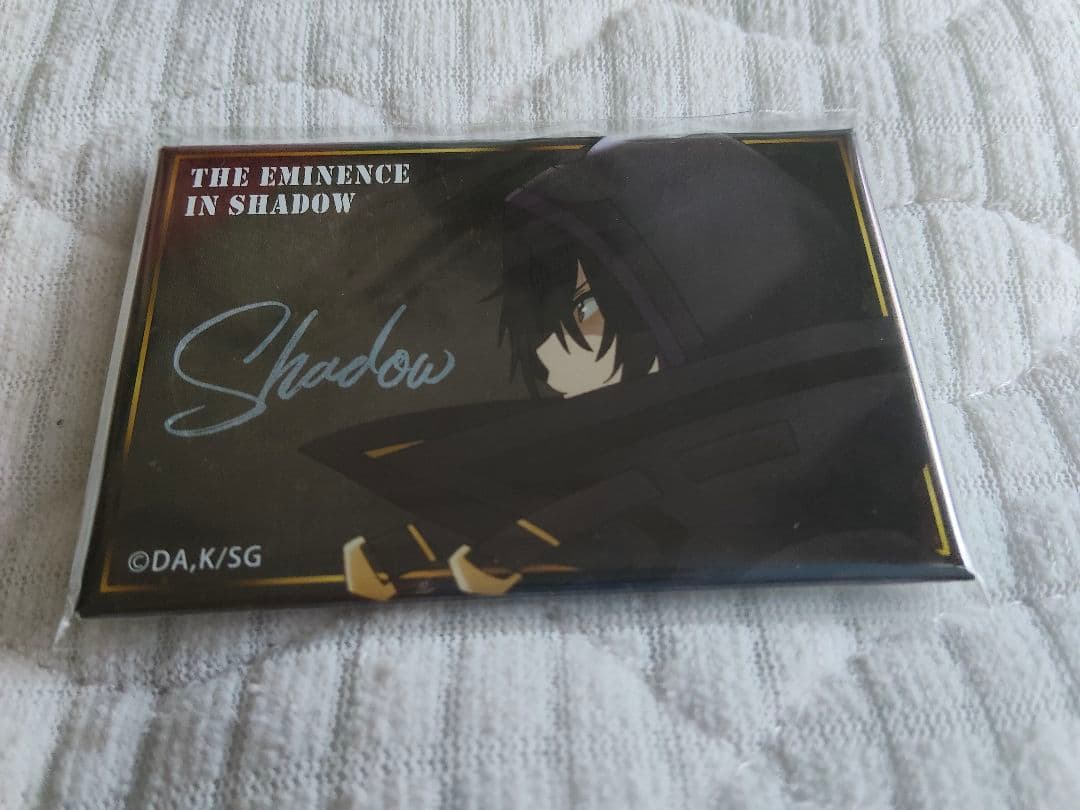 THE EMINENCE
IN SHADOW
Shadow
©DA,K/SG